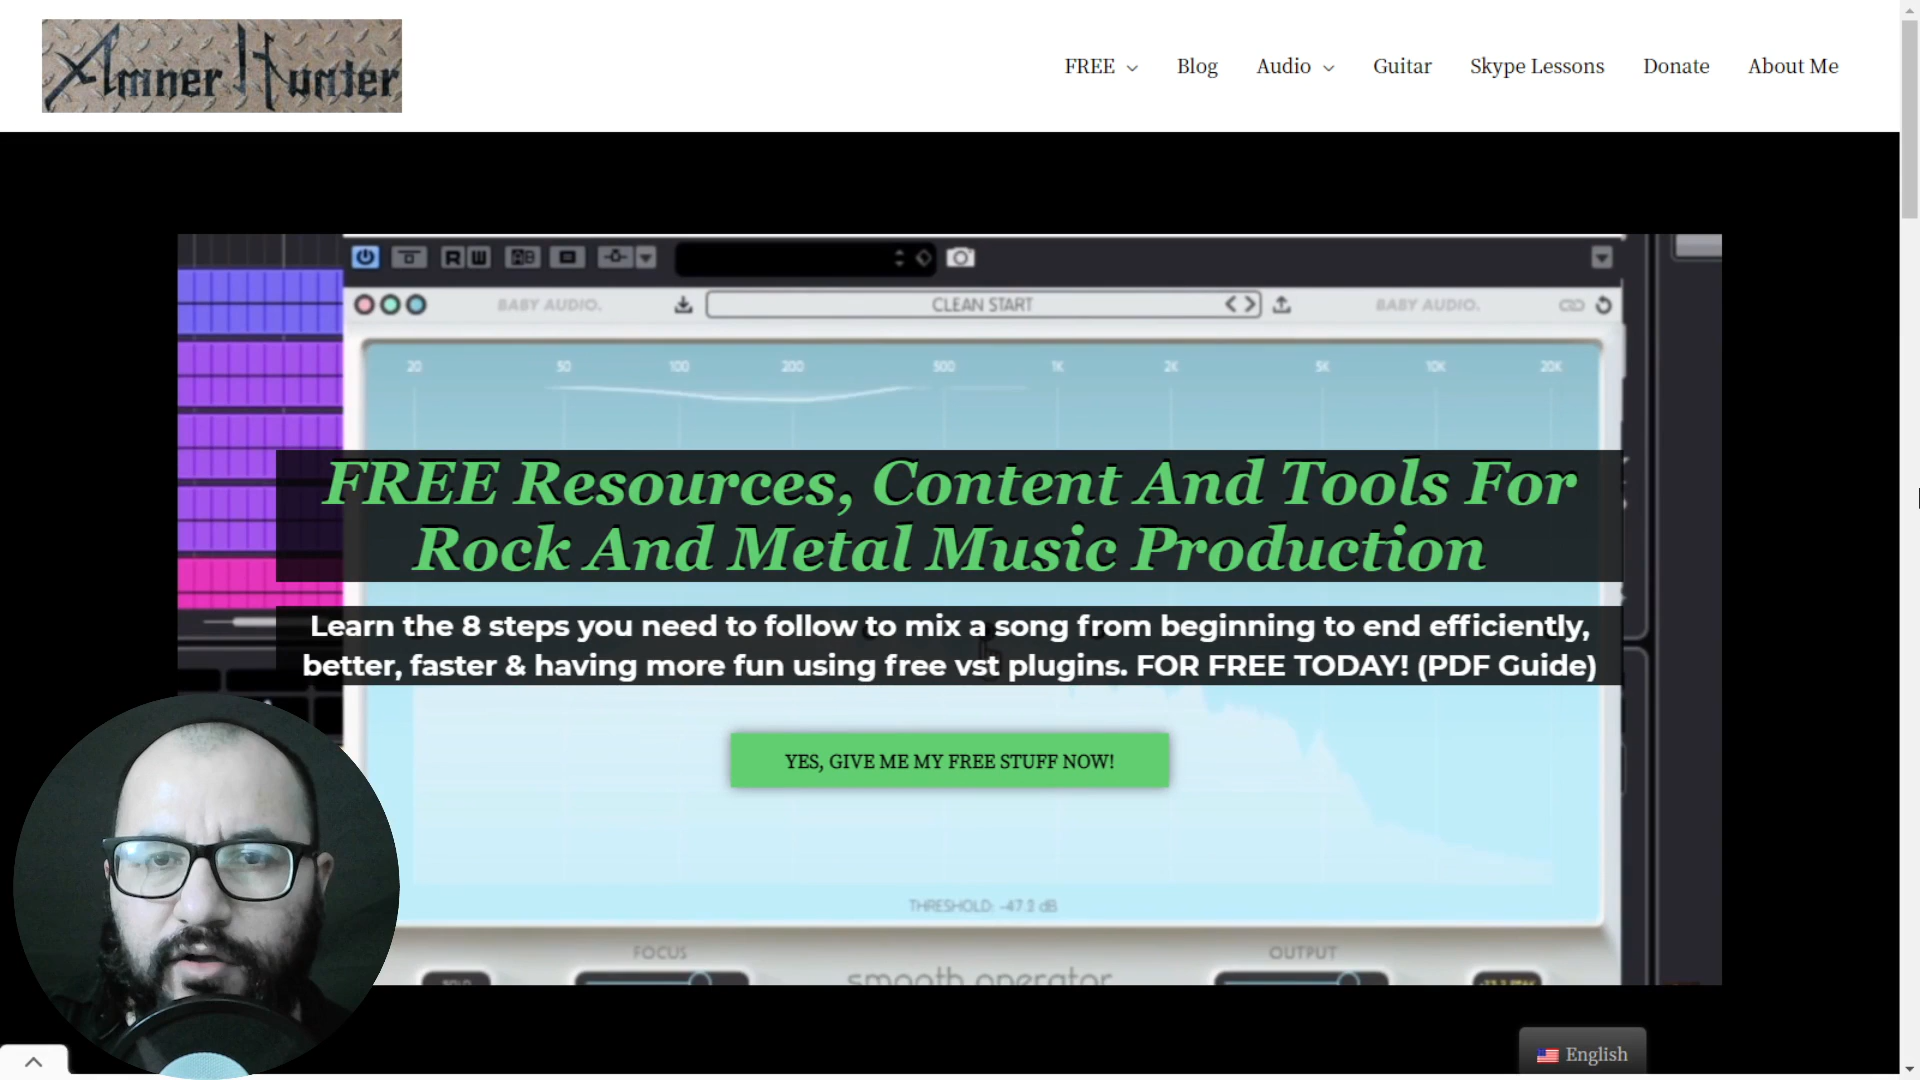 Amner Hunter
FREE Blog Audio Guitar Skype Lessons Donate About Me
R W
BABY AUDIO. CLEAN START BABY AUDIO.
20 50 100 200 500 1K 2K 5K 10K 20K
FREE Resources, Content And Tools For
Rock And Metal Music Production
Learn the 8 steps you need to follow to mix a song from beginning to end efficiently,
better, faster & having more fun using free vst plugins. FOR FREE TODAY! (PDF Guide)
YES, GIVE ME MY FREE STUFF NOW!
THRESHOLD: -47.2 dB
FOCUS OUTPUT
smooth operator
English